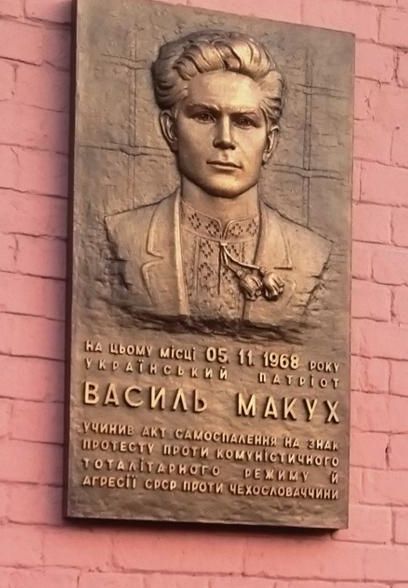 НА ЦЬОМУ МІСЦІ 05.11.1968 РОКУ
УКРАЇНСЬКИЙ ПАТРІОТ
ВАСИЛЬ МАКУХ
УЧИНИВ АКТ САМОСПАЛЕННЯ НА ЗНАК
ПРОТЕСТУ ПРОТИ КОМУНІСТИЧНОГО
ТОТАЛІТАРНОГО РЕЖИМУ Й
АГРЕСІЇ СРСР ПРОТИ ЧЕХОСЛОВАЧЧИНИ